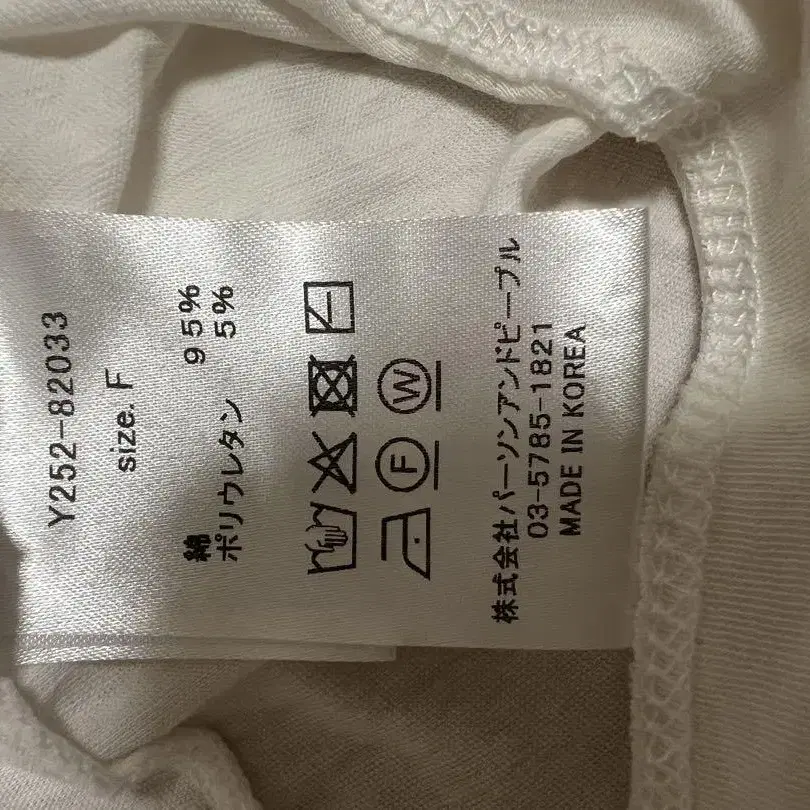 Y252-82033
size. F
綿 95%
ポリウレタン 5%
F W
株式会社パーソンアンドピープル
03-5785-1821
MADE IN KOREA